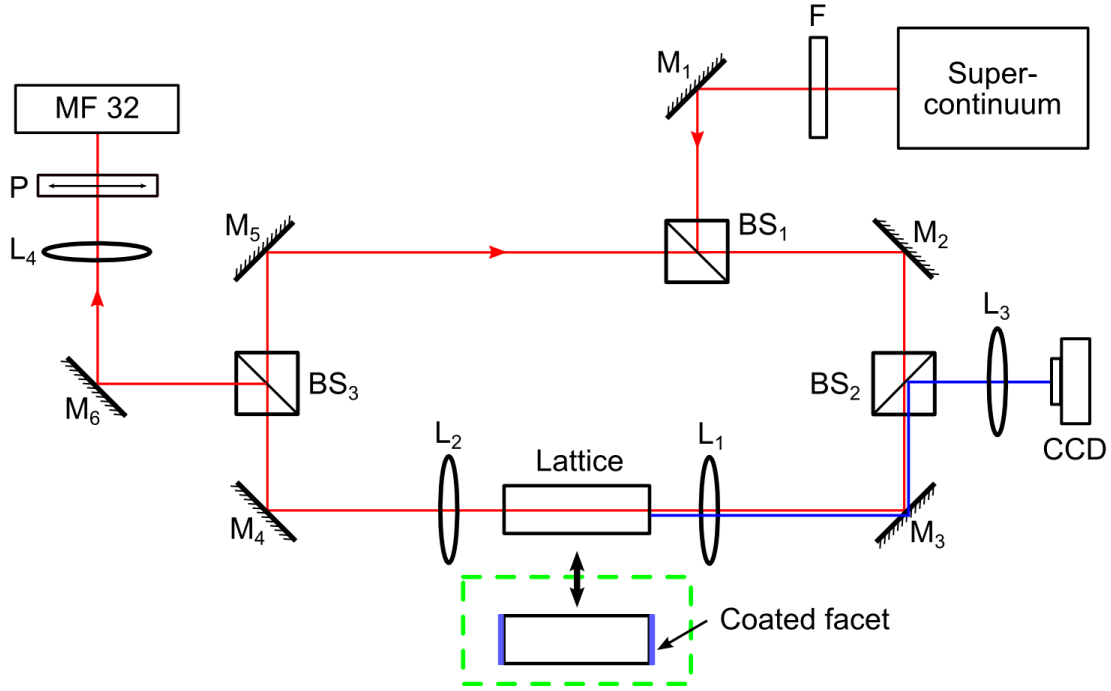 F
M₁
Super-
continuum
MF 32
P
M₅
BS₁
M₂
L₄
L₃
BS₃
BS₂
M₆
CCD
L₂
Lattice
L₁
M₄
M₃
Coated facet